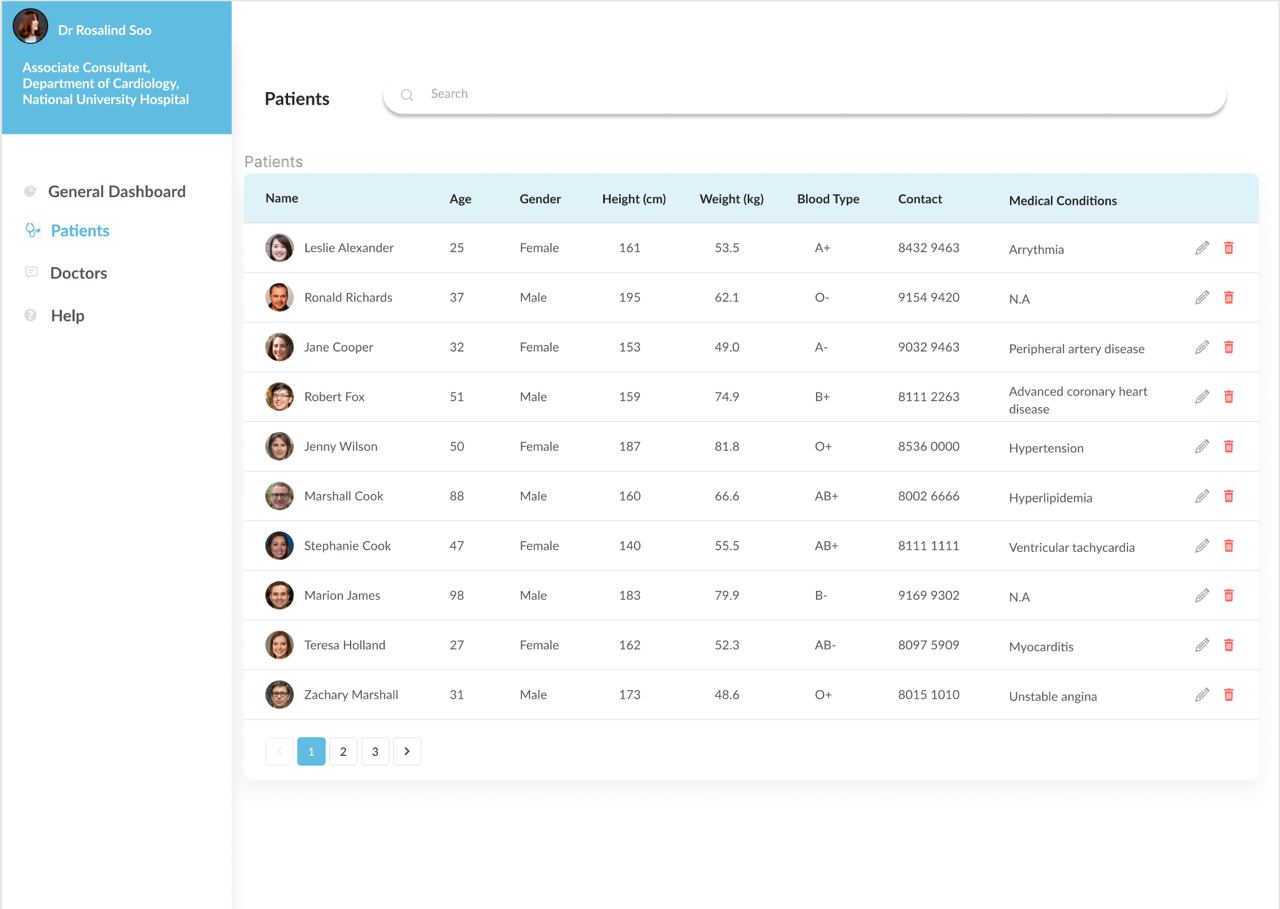 Dr Rosalind Soo
Associate Consultant,
Department of Cardiology,
National University Hospital
General Dashboard
Patients
Doctors
Help
Patients
Search
Patients
Name Age Gender Height (cm) Weight (kg) Blood Type Contact Medical Conditions
Leslie Alexander 25 Female 161 53.5 A+ 8432 9463 Arrythmia
Ronald Richards 37 Male 195 62.1 O- 9154 9420 N.A
Jane Cooper 32 Female 153 49.0 A- 9032 9463 Peripheral artery disease
Robert Fox 51 Male 159 74.9 B+ 8111 2263 Advanced coronary heart
disease
Jenny Wilson 50 Female 187 81.8 O+ 8536 0000 Hypertension
Marshall Cook 88 Male 160 66.6 AB+ 8002 6666 Hyperlipidemia
Stephanie Cook 47 Female 140 55.5 AB+ 8111 1111 Ventricular tachycardia
Marion James 98 Male 183 79.9 B- 9169 9302 N.A
Teresa Holland 27 Female 162 52.3 AB- 8097 5909 Myocarditis
Zachary Marshall 31 Male 173 48.6 O+ 8015 1010 Unstable angina
1 2 3